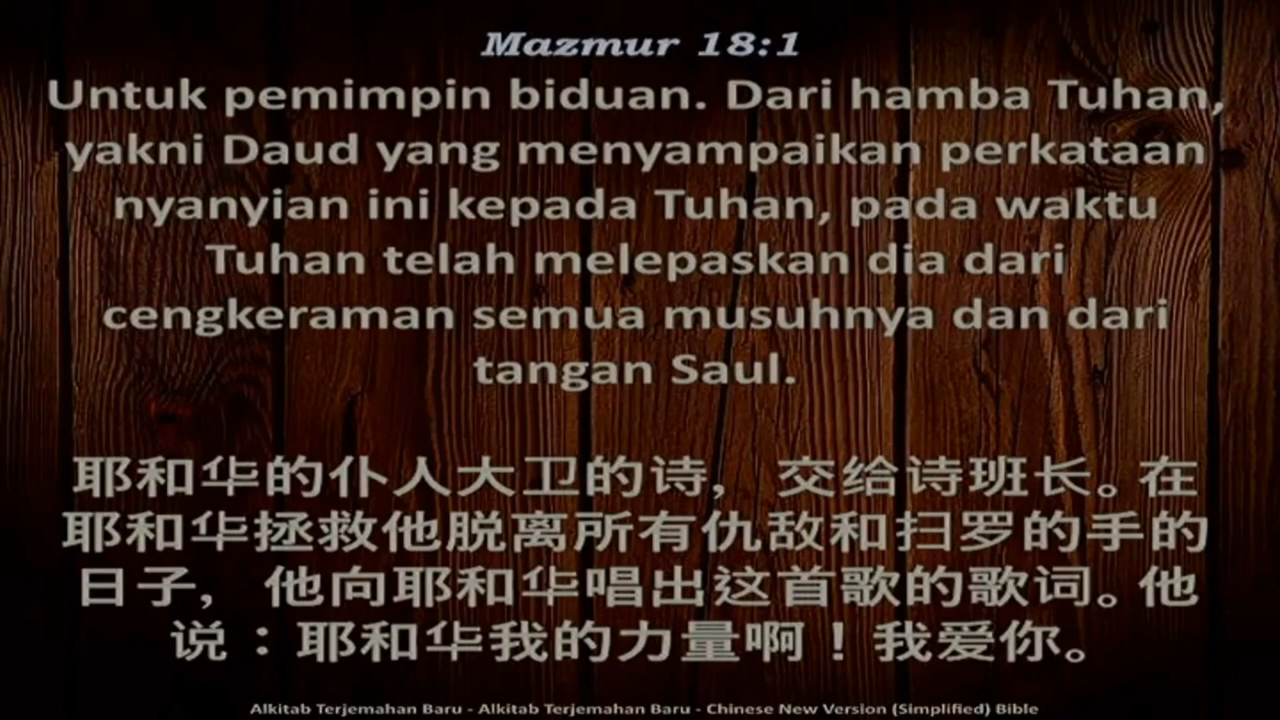 Mazmur 18:1
Untuk pemimpin biduan. Dari hamba Tuhan,
yakni Daud yang menyampaikan perkataan
nyanyian ini kepada Tuhan, pada waktu
Tuhan telah melepaskan dia dari
cengkeraman semua musuhnya dan dari
tangan Saul.
耶和华的仆人大卫的诗，交给诗班长。在
耶和华拯救他脱离所有仇敌和扫罗的手的
日子，他向耶和华唱出这首歌的歌词。他
说：耶和华我的力量啊！我爱你。
Alkitab Terjemahan Baru - Alkitab Terjemahan Baru - Chinese New Version (Simplified) Bible